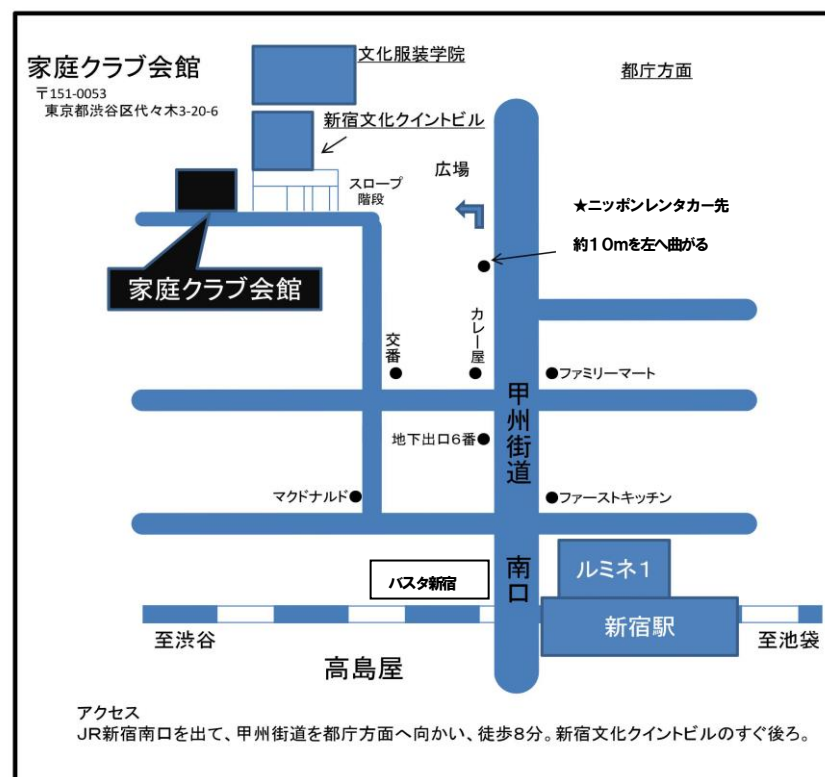 家庭クラブ会館
〒151-0053
東京都渋谷区代々木3-20-6
文化服装学院
都庁方面
新宿文化クイントビル
広場
スロープ
階段
★ニッポンレンタカー先
約10mを左へ曲がる
家庭クラブ会館
交番
カレー屋
ファミリーマート
甲州街道
地下出口6番
マクドナルド
ファーストキッチン
南口
バスタ新宿
ルミネ1
新宿駅
至渋谷
至池袋
高島屋
アクセス
JR新宿南口を出て、甲州街道を都庁方面へ向かい、徒歩8分。新宿文化クイントビルのすぐ後ろ。